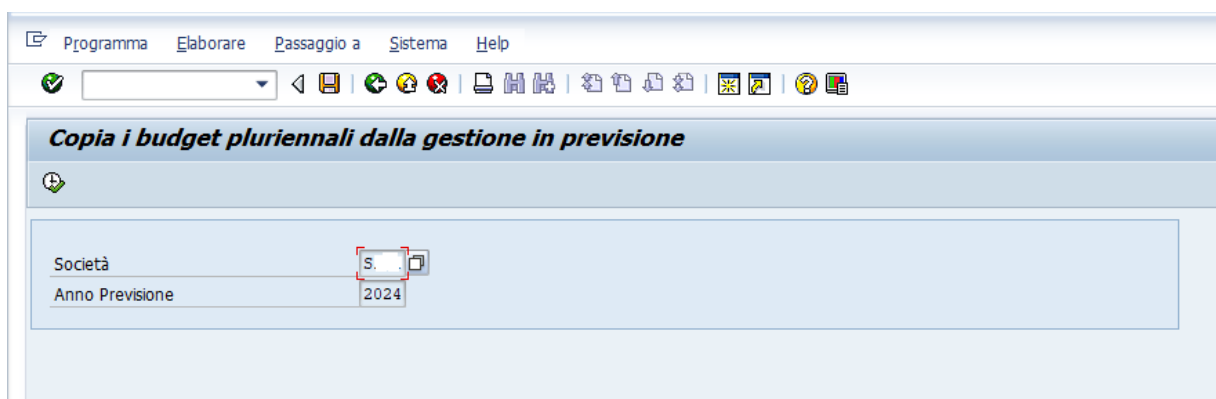 Programma Elaborare Passaggio a Sistema Help
Copia i budget pluriennali dalla gestione in previsione
Società S. .
Anno Previsione 2024